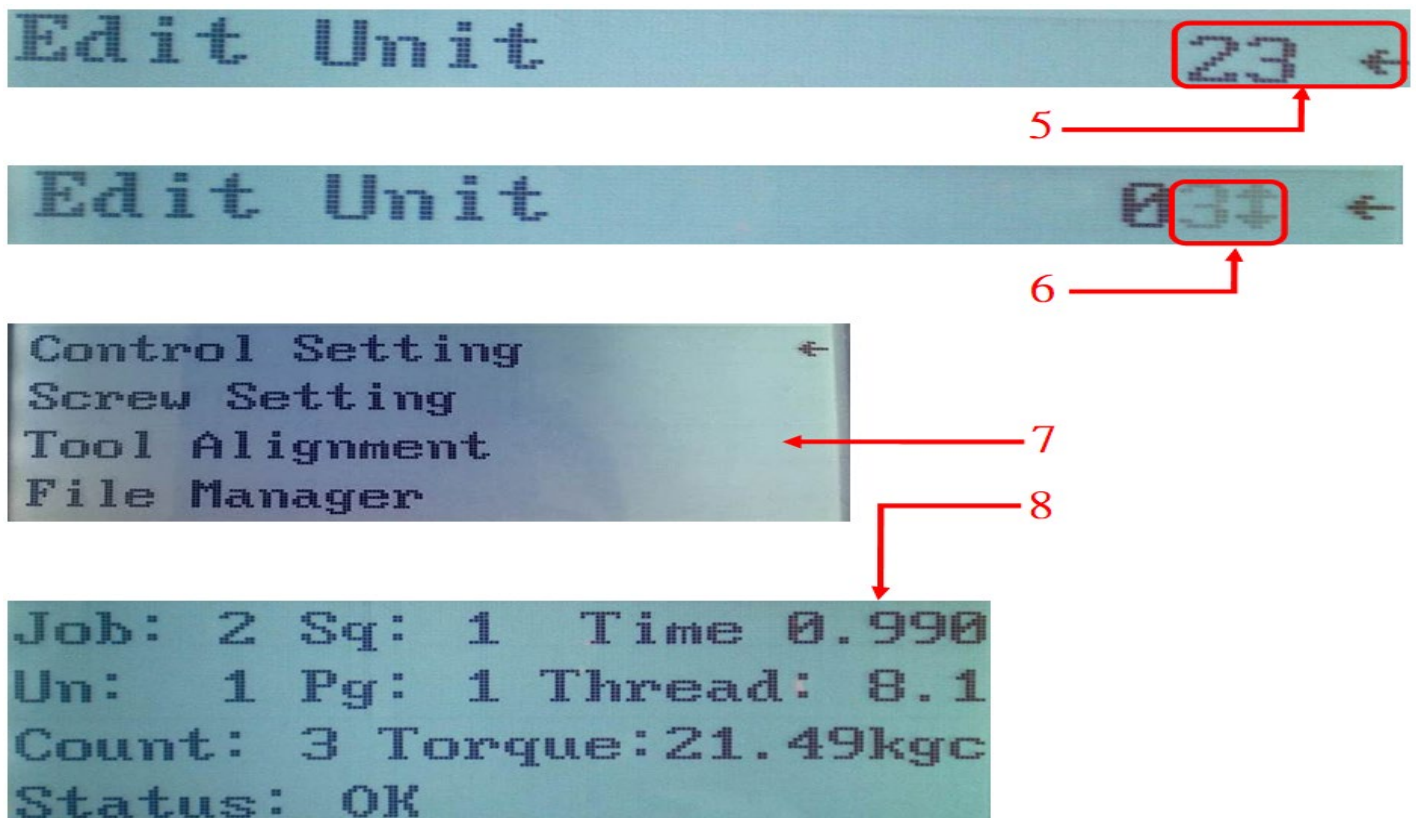 Edit Unit 23 ←
5
Edit Unit 03↕ ←
6
Control Setting ←
Screw Setting
Tool Alignment
7
File Manager
8
Job: 2 Sq: 1 Time 0.990
Un: 1 Pg: 1 Thread: 8.1
Count: 3 Torque:21.49kgc
Status: OK